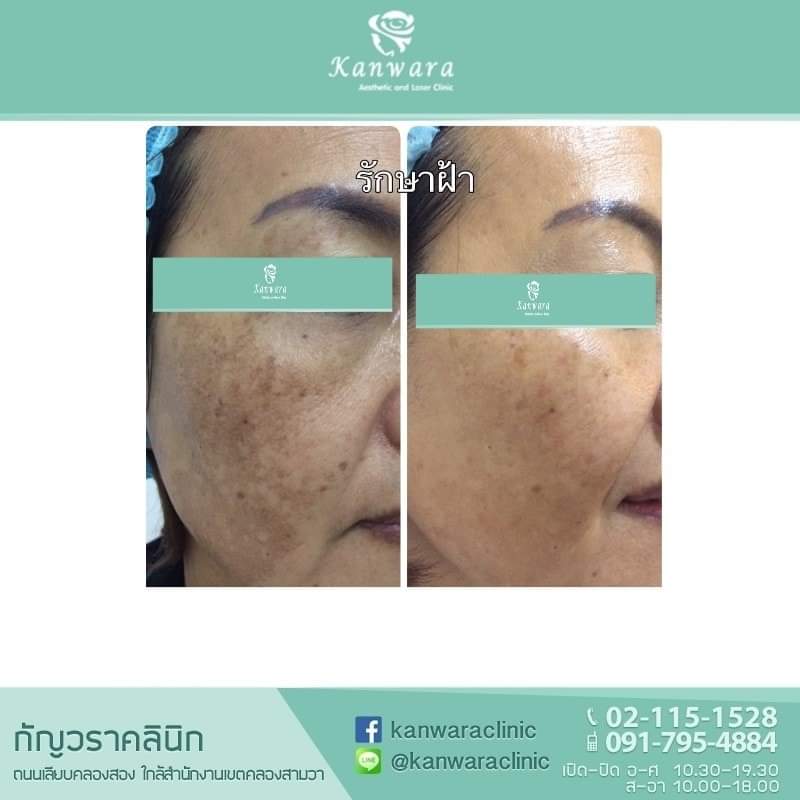 Kanwara
Aesthetic and Laser Clinic
รักษาฝ้า
Kanwara
Kanwara
กัญวราคลินิก
ถนนเลียบคลองสอง ใกล้สำนักงานเขตคลองสามวา
kanwaraclinic
LINE
@kanwaraclinic
02-115-1528
091-795-4884
เปิด-ปิด อ-ศ 10.30-19.30
ส-อา 10.00-18.00